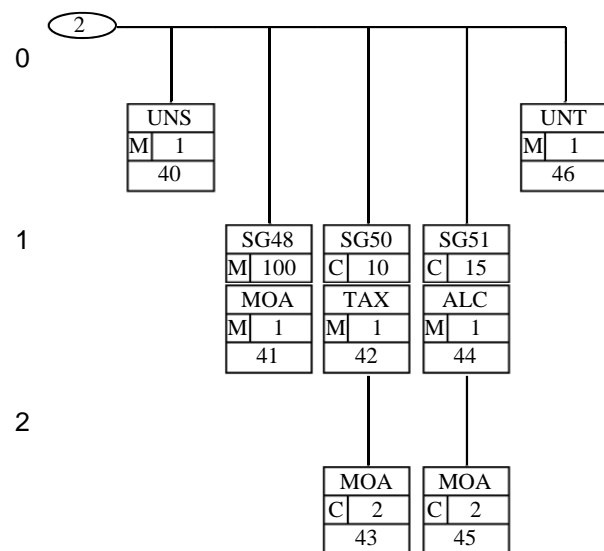 2
0
UNS UNT
M 1 M 1
40 46
1
SG48 SG50 SG51
M 100 C 10 C 15
MOA TAX ALC
M 1 M 1 M 1
41 42 44
2
MOA MOA
C 2 C 2
43 45